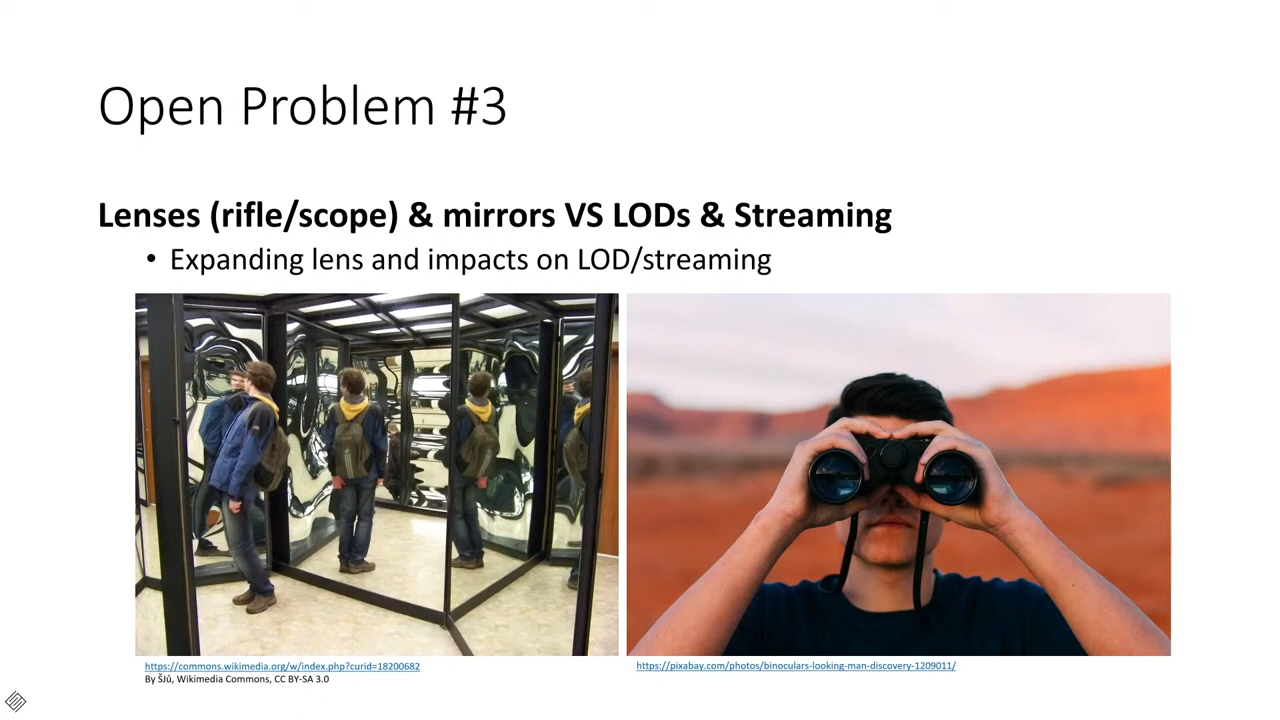 Open Problem #3
Lenses (rifle/scope) & mirrors VS LODs & Streaming
• Expanding lens and impacts on LOD/streaming
https://commons.wikimedia.org/w/index.php?curid=18200682
By ŠJů, Wikimedia Commons, CC BY-SA 3.0
https://pixabay.com/photos/binoculars-looking-man-discovery-1209011/